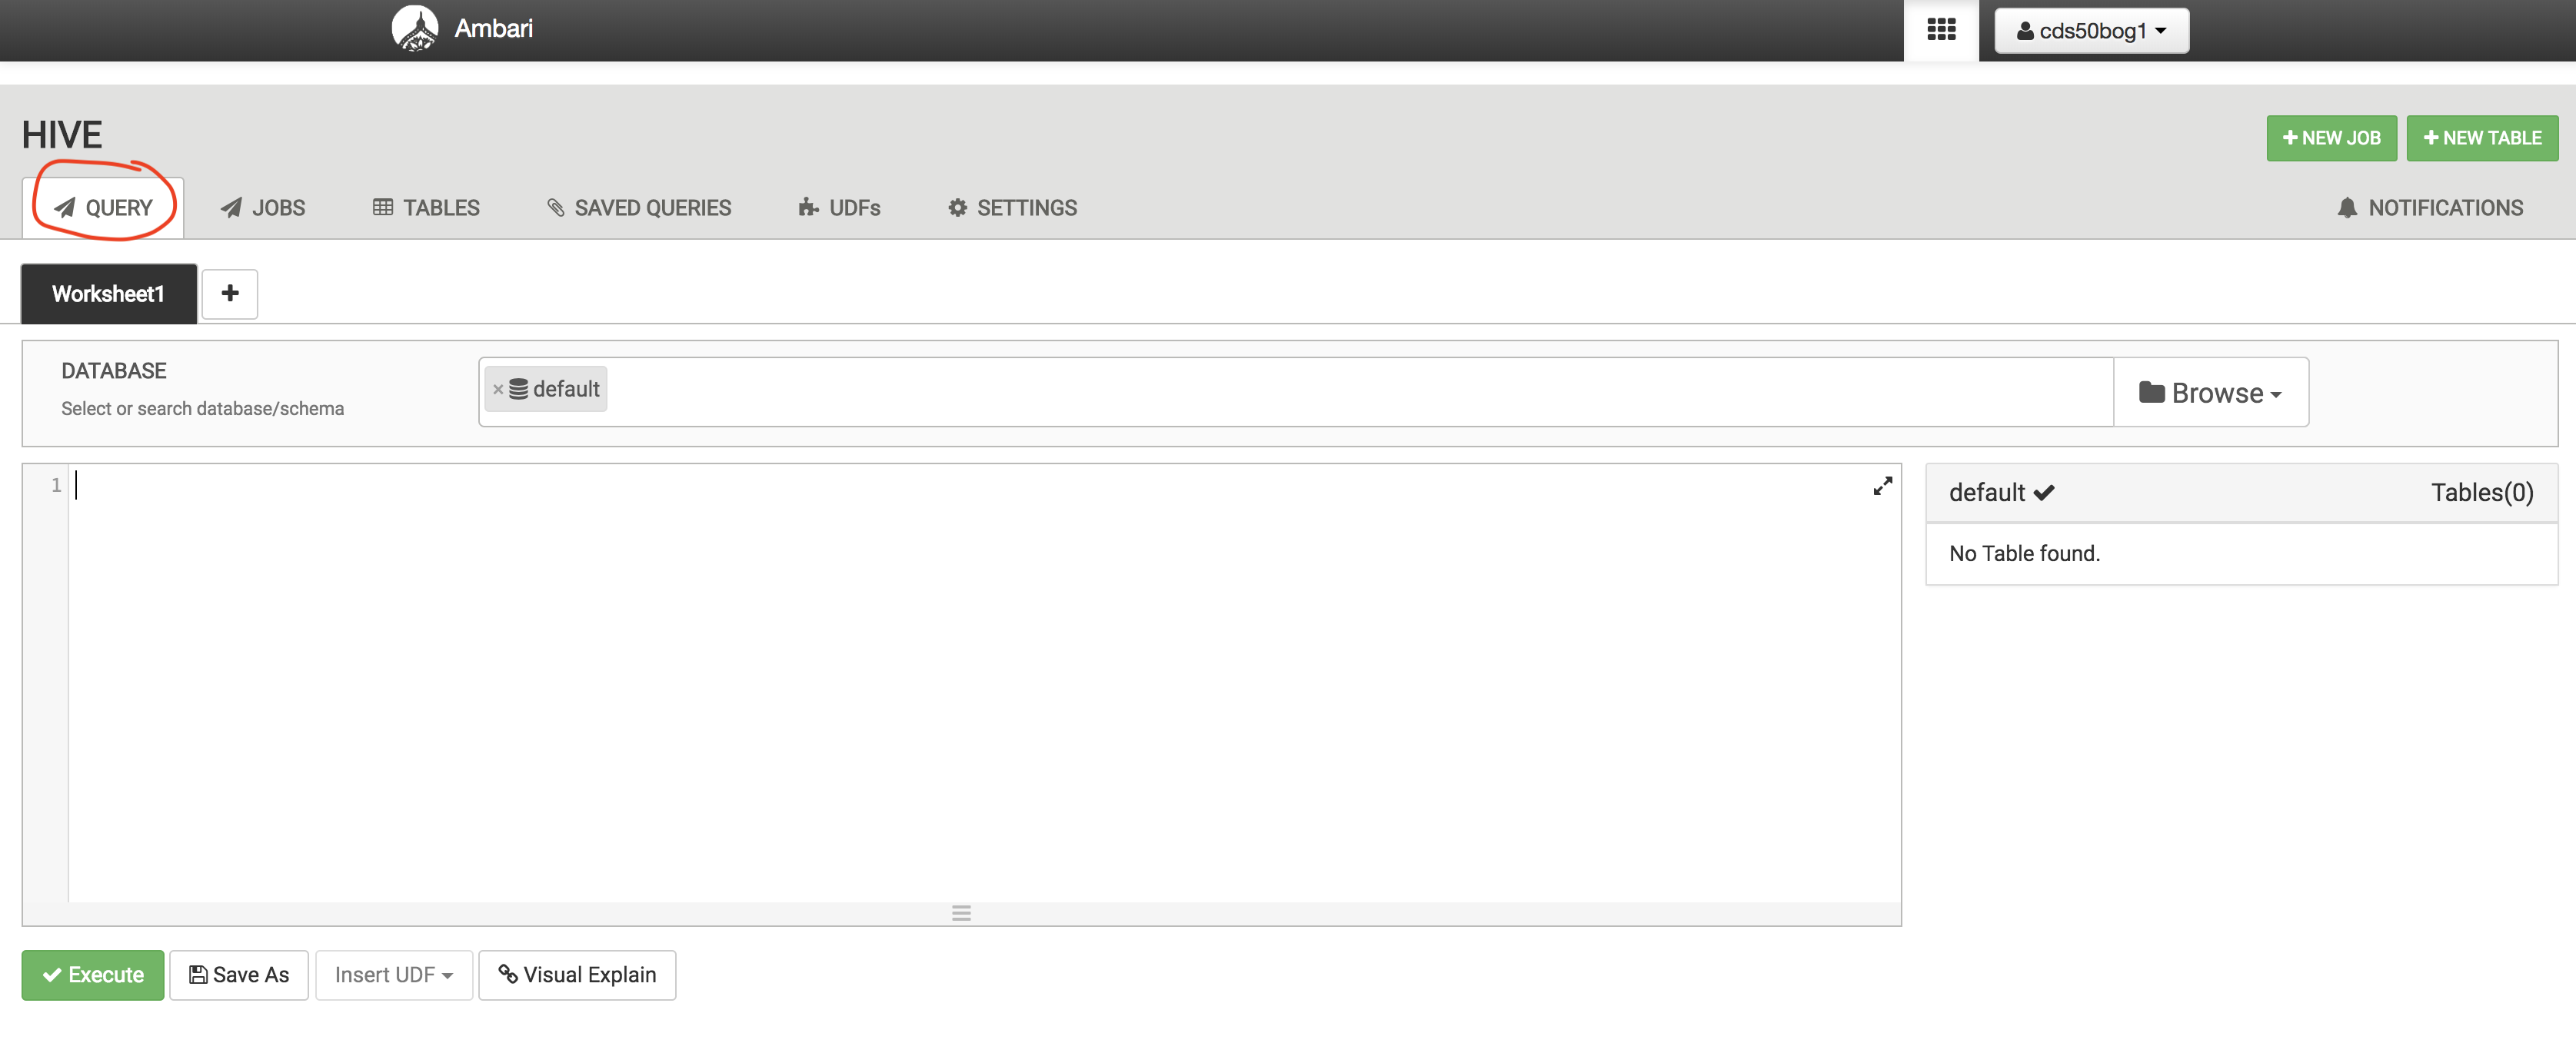 Ambari
cds50bog1
HIVE
NEW JOB
NEW TABLE
QUERY
JOBS
TABLES
SAVED QUERIES
UDFs
SETTINGS
NOTIFICATIONS
Worksheet1
+
DATABASE
Select or search database/schema
× default
Browse
1
default
Tables(0)
No Table found.
Execute
Save As
Insert UDF
Visual Explain